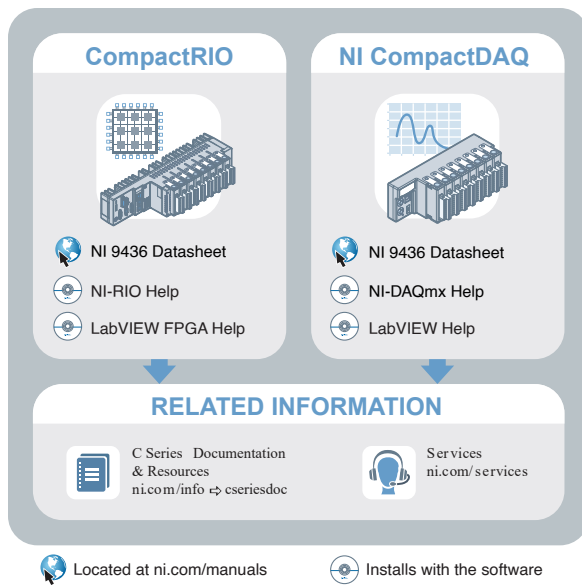 CompactRIO
NI 9436 Datasheet
NI-RIO Help
LabVIEW FPGA Help
NI CompactDAQ
NI 9436 Datasheet
NI-DAQmx Help
LabVIEW Help
RELATED INFORMATION
C Series Documentation
& Resources
ni.com/info ⇨ cseriesdoc
Services
ni.com/services
Located at ni.com/manuals
Installs with the software